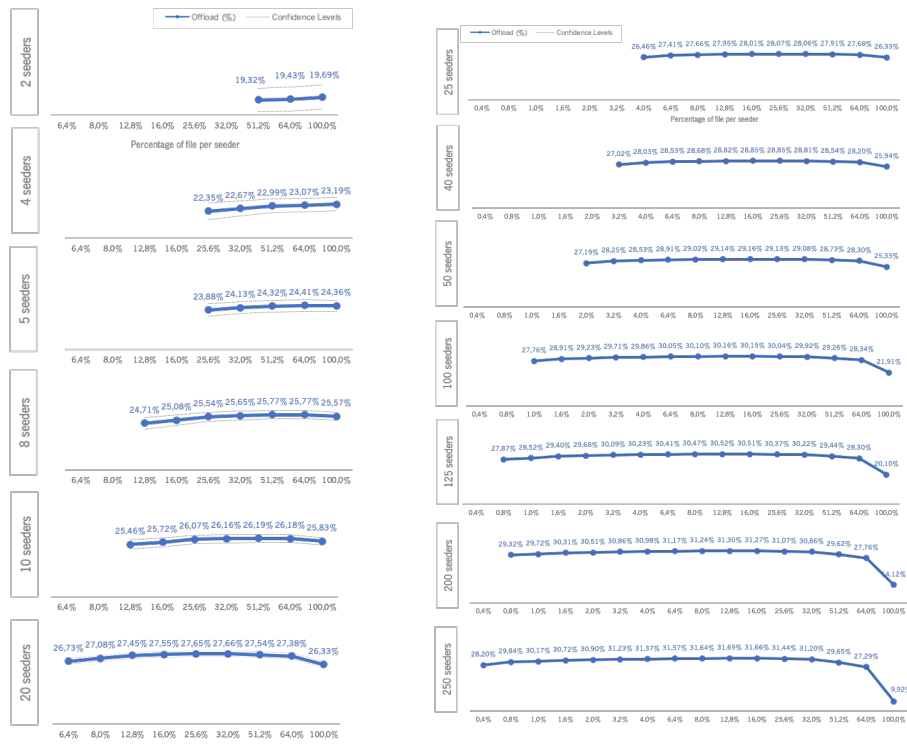 Offload (%) Confidence Levels
2 seeders
19,32% 19,43% 19,69%
6,4% 8,0% 12,8% 16,0% 25,6% 32,0% 51,2% 64,0% 100,0%
Percentage of file per seeder
4 seeders
22,35% 22,67% 22,99% 23,07% 23,19%
6,4% 8,0% 12,8% 16,0% 25,6% 32,0% 51,2% 64,0% 100,0%
5 seeders
23,88% 24,13% 24,32% 24,41% 24,36%
6,4% 8,0% 12,8% 16,0% 25,6% 32,0% 51,2% 64,0% 100,0%
8 seeders
24,71% 25,08% 25,54% 25,65% 25,77% 25,77% 25,57%
6,4% 8,0% 12,8% 16,0% 25,6% 32,0% 51,2% 64,0% 100,0%
10 seeders
25,46% 25,72% 26,07% 26,16% 26,19% 26,18% 25,83%
6,4% 8,0% 12,8% 16,0% 25,6% 32,0% 51,2% 64,0% 100,0%
20 seeders
26,73% 27,08% 27,45% 27,55% 27,65% 27,66% 27,54% 27,38% 26,33%
6,4% 8,0% 12,8% 16,0% 25,6% 32,0% 51,2% 64,0% 100,0%
Offload (%) Confidence Levels
25 seeders
26,46% 27,41% 27,66% 27,95% 28,01% 28,07% 28,06% 27,91% 27,68% 26,33%
0,4% 0,8% 1,0% 1,6% 2,0% 3,2% 4,0% 6,4% 8,0% 12,8% 16,0% 25,6% 32,0% 51,2% 64,0% 100,0%
Percentage of file per seeder
40 seeders
27,02% 28,03% 28,53% 28,68% 28,82% 28,85% 28,85% 28,81% 28,54% 28,20% 25,94%
0,4% 0,8% 1,0% 1,6% 2,0% 3,2% 4,0% 6,4% 8,0% 12,8% 16,0% 25,6% 32,0% 51,2% 64,0% 100,0%
50 seeders
27,19% 28,25% 28,53% 28,91% 29,02% 29,14% 29,16% 29,13% 29,08% 28,73% 28,30% 25,33%
0,4% 0,8% 1,0% 1,6% 2,0% 3,2% 4,0% 6,4% 8,0% 12,8% 16,0% 25,6% 32,0% 51,2% 64,0% 100,0%
100 seeders
27,76% 28,91% 29,23% 29,71% 29,86% 30,05% 30,10% 30,16% 30,15% 30,04% 29,92% 29,26% 28,34% 21,91%
0,4% 0,8% 1,0% 1,6% 2,0% 3,2% 4,0% 6,4% 8,0% 12,8% 16,0% 25,6% 32,0% 51,2% 64,0% 100,0%
125 seeders
27,87% 28,52% 29,40% 29,68% 30,09% 30,23% 30,41% 30,47% 30,52% 30,51% 30,37% 30,22% 29,44% 28,30% 20,10%
0,4% 0,8% 1,0% 1,6% 2,0% 3,2% 4,0% 6,4% 8,0% 12,8% 16,0% 25,6% 32,0% 51,2% 64,0% 100,0%
200 seeders
29,32% 29,72% 30,31% 30,51% 30,86% 30,98% 31,17% 31,24% 31,30% 31,27% 31,07% 30,86% 29,62% 27,76% 14,12%
0,4% 0,8% 1,0% 1,6% 2,0% 3,2% 4,0% 6,4% 8,0% 12,8% 16,0% 25,6% 32,0% 51,2% 64,0% 100,0%
250 seeders
28,20% 29,84% 30,17% 30,72% 30,90% 31,23% 31,37% 31,57% 31,64% 31,69% 31,66% 31,44% 31,20% 29,65% 27,29% 9,92%
0,4% 0,8% 1,0% 1,6% 2,0% 3,2% 4,0% 6,4% 8,0% 12,8% 16,0% 25,6% 32,0% 51,2% 64,0% 100,0%